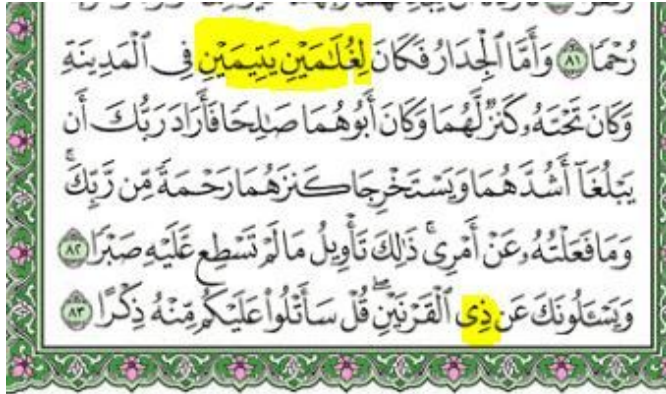 رُحْمًا ٨١ وَأَمَّا ٱلْجِدَارُ فَكَانَ لِغُلَٰمَيْنِ يَتِيمَيْنِ فِى ٱلْمَدِينَةِ
وَكَانَ تَحْتَهُۥ كَنزٌ لَّهُمَا وَكَانَ أَبُوهُمَا صَٰلِحًا فَأَرَادَ رَبُّكَ أَن
يَبْلُغَآ أَشُدَّهُمَا وَيَسْتَخْرِجَا كَنزَهُمَا رَحْمَةً مِّن رَّبِّكَ ۚ
وَمَا فَعَلْتُهُۥ عَنْ أَمْرِى ۚ ذَٰلِكَ تَأْوِيلُ مَا لَمْ تَسْطِع عَّلَيْهِ صَبْرًا ٨٢
وَيَسْـَٔلُونَكَ عَن ذِى ٱلْقَرْنَيْنِ ۖ قُلْ سَأَتْلُوا۟ عَلَيْكُم مِّنْهُ ذِكْرًا ٨٣